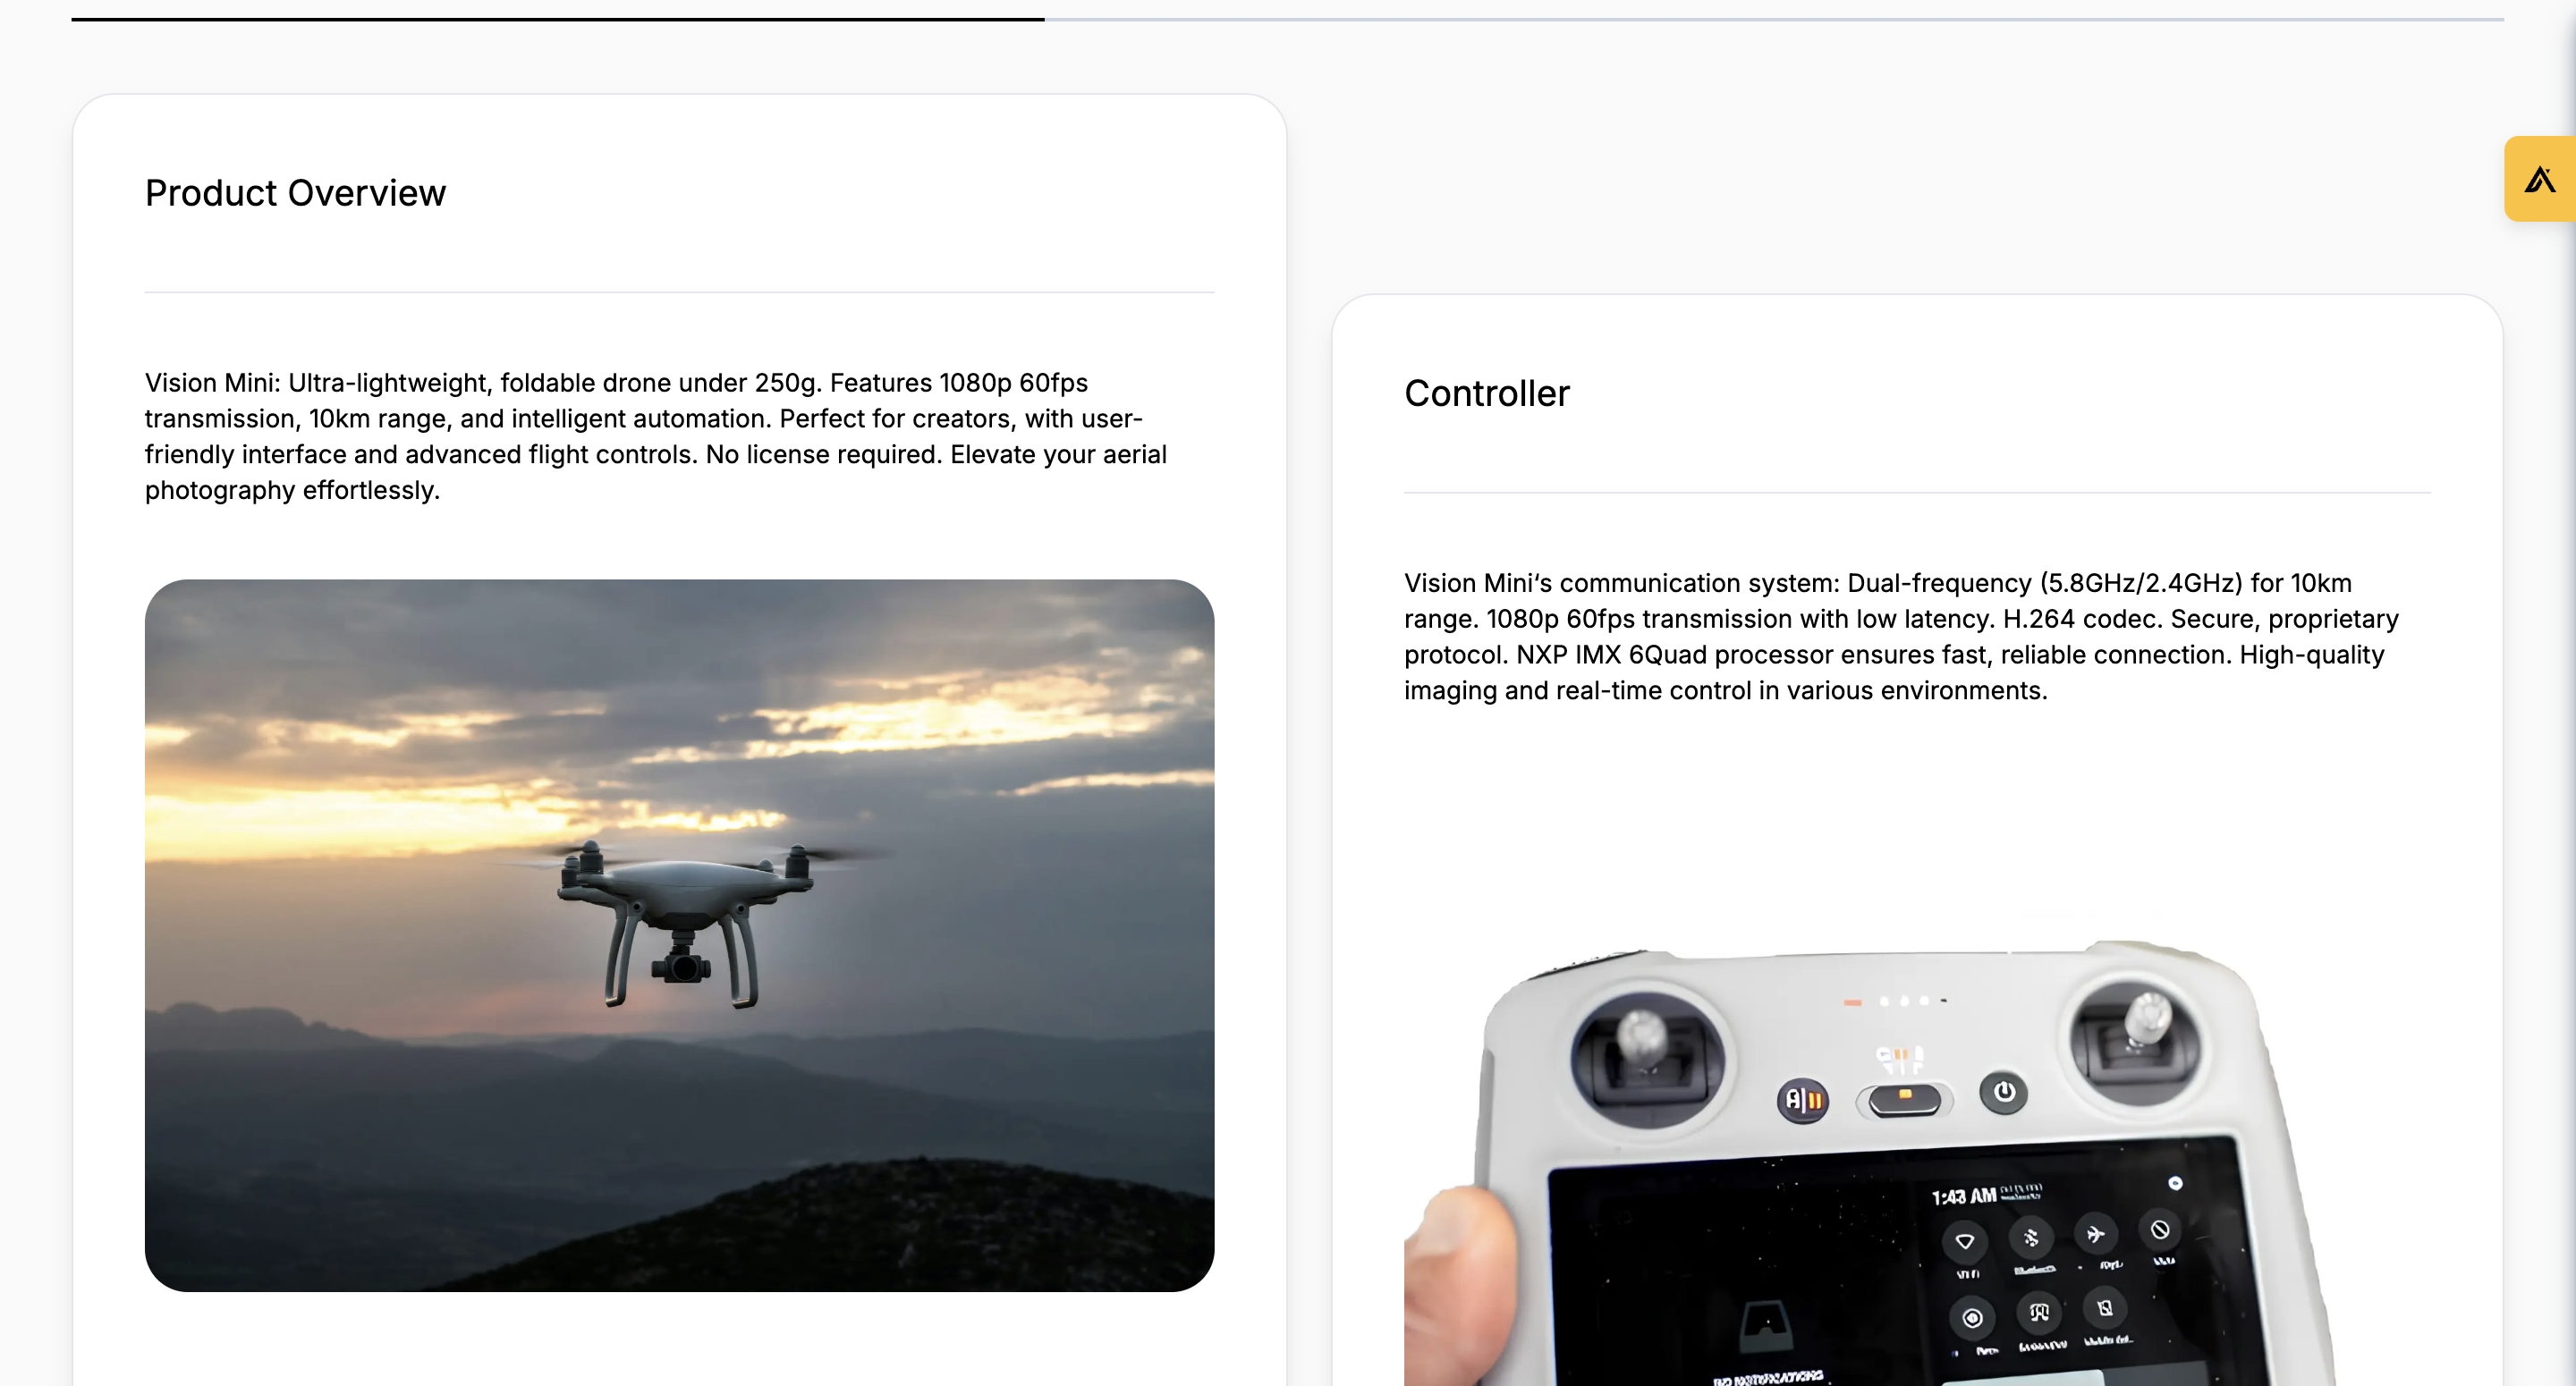 Product Overview
Vision Mini: Ultra-lightweight, foldable drone under 250g. Features 1080p 60fps
transmission, 10km range, and intelligent automation. Perfect for creators, with user-
friendly interface and advanced flight controls. No license required. Elevate your aerial
photography effortlessly.
Controller
Vision Mini‘s communication system: Dual-frequency (5.8GHz/2.4GHz) for 10km
range. 1080p 60fps transmission with low latency. H.264 codec. Secure, proprietary
protocol. NXP IMX 6Quad processor ensures fast, reliable connection. High-quality
imaging and real-time control in various environments.
1:43 AM